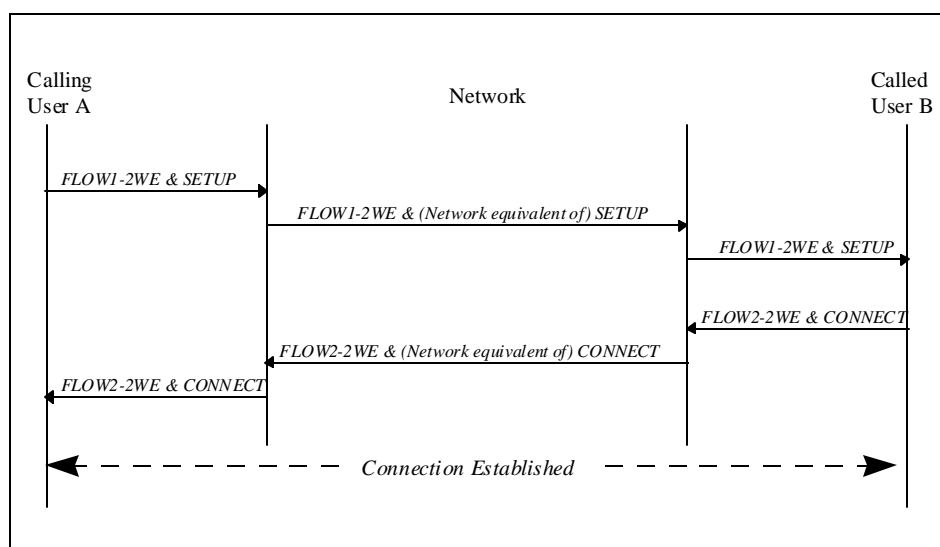 Calling
User A
Network
Called
User B
FLOW1-2WE & SETUP
FLOW1-2WE & (Network equivalent of) SETUP
FLOW1-2WE & SETUP
FLOW2-2WE & CONNECT
FLOW2-2WE & (Network equivalent of) CONNECT
FLOW2-2WE & CONNECT
Connection Established